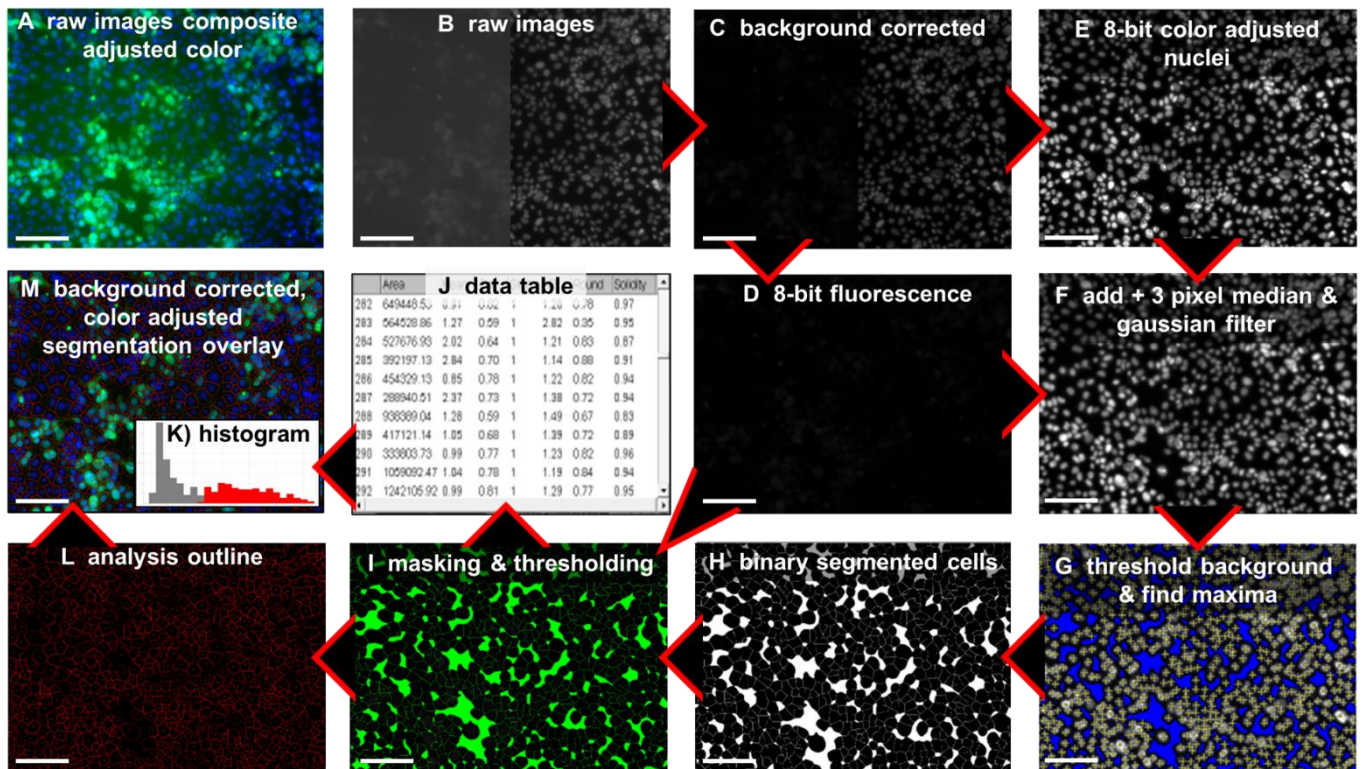 A raw images composite
adjusted color
B raw images
C background corrected
E 8-bit color adjusted
nuclei
M background corrected,
color adjusted
segmentation overlay
K) histogram
J data table
Area ound Solidity
282 649448.53 0.91 0.82 1 1.28 0.78 0.97
283 564528.86 1.27 0.59 1 2.82 0.35 0.95
284 527676.93 2.02 0.64 1 1.21 0.83 0.87
285 392197.13 2.84 0.70 1 1.14 0.88 0.91
286 454329.13 0.85 0.78 1 1.22 0.82 0.94
287 288940.51 2.37 0.73 1 1.38 0.72 0.94
288 938389.04 1.28 0.59 1 1.49 0.67 0.83
289 417121.14 1.05 0.68 1 1.39 0.72 0.89
290 333803.73 0.99 0.77 1 1.23 0.82 0.96
291 1059092.47 1.04 0.78 1 1.19 0.84 0.94
292 1242105.92 0.99 0.81 1 1.29 0.77 0.95
D 8-bit fluorescence
F add + 3 pixel median &
gaussian filter
L analysis outline
I masking & thresholding
H binary segmented cells
G threshold background
& find maxima